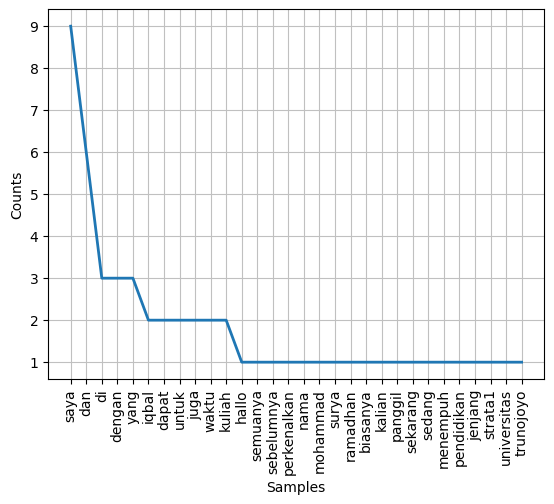 9
8
7
6
5
4
3
2
1
Counts
saya
dan
di
dengan
yang
iqbal
dapat
untuk
juga
waktu
kuliah
hallo
semuanya
sebelumnya
perkenalkan
nama
mohammad
surya
ramadhan
biasanya
kalian
panggil
sekarang
sedang
menempuh
pendidikan
jenjang
strata1
universitas
trunojoyo
Samples